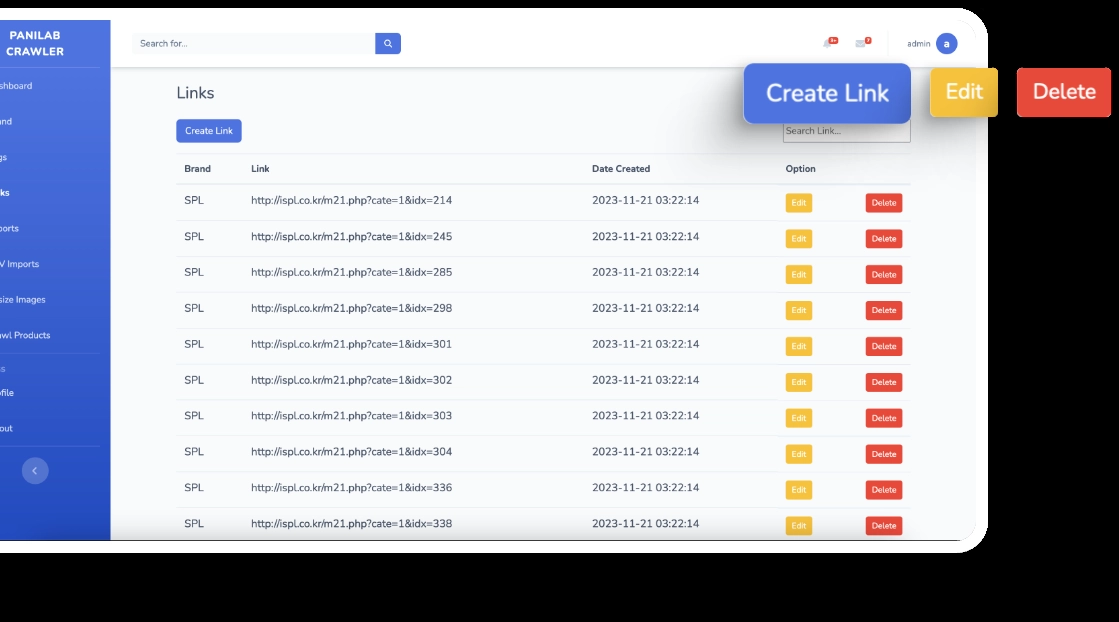 PANILAB
CRAWLER
Search for...
3+
7
admin
a
shboard
Links
Create Link
Edit
Delete
and
Create Link
Search Link...
gs
Brand Link Date Created Option
ks
SPL http://ispl.co.kr/m21.php?cate=1&idx=214 2023-11-21 03:22:14 Edit Delete
ports
SPL http://ispl.co.kr/m21.php?cate=1&idx=245 2023-11-21 03:22:14 Edit Delete
V Imports
SPL http://ispl.co.kr/m21.php?cate=1&idx=285 2023-11-21 03:22:14 Edit Delete
size Images
SPL http://ispl.co.kr/m21.php?cate=1&idx=298 2023-11-21 03:22:14 Edit Delete
awl Products
SPL http://ispl.co.kr/m21.php?cate=1&idx=301 2023-11-21 03:22:14 Edit Delete
s
SPL http://ispl.co.kr/m21.php?cate=1&idx=302 2023-11-21 03:22:14 Edit Delete
ofile
SPL http://ispl.co.kr/m21.php?cate=1&idx=303 2023-11-21 03:22:14 Edit Delete
out
SPL http://ispl.co.kr/m21.php?cate=1&idx=304 2023-11-21 03:22:14 Edit Delete
SPL http://ispl.co.kr/m21.php?cate=1&idx=336 2023-11-21 03:22:14 Edit Delete
SPL http://ispl.co.kr/m21.php?cate=1&idx=338 2023-11-21 03:22:14 Edit Delete